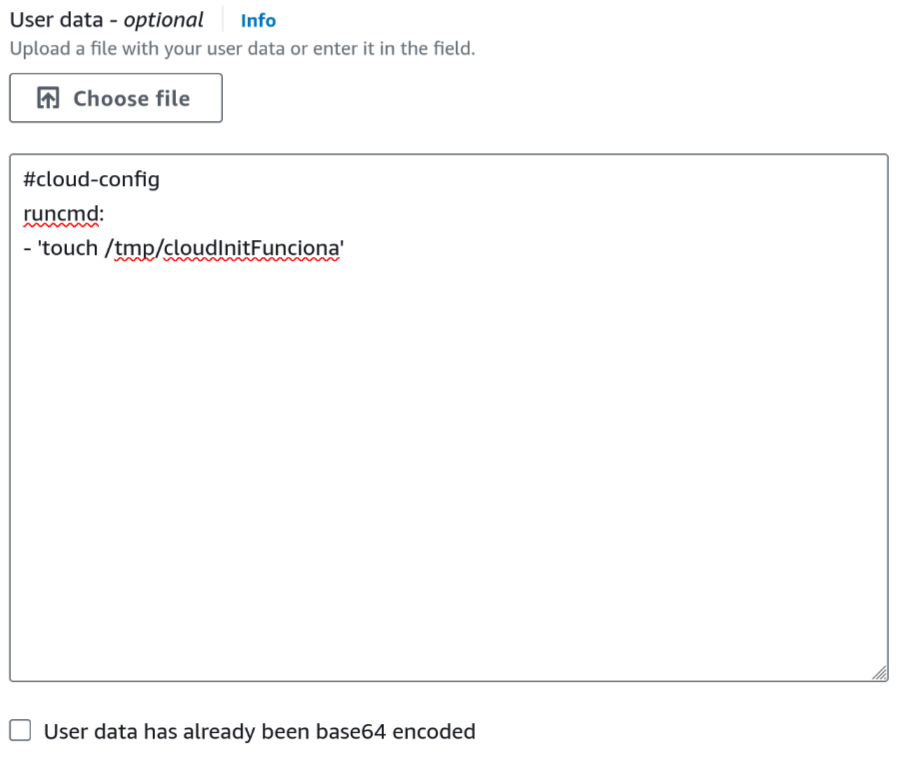 User data - optional Info
Upload a file with your user data or enter it in the field.
Choose file
#cloud-config
runcmd:
- 'touch /tmp/cloudInitFunciona'
User data has already been base64 encoded